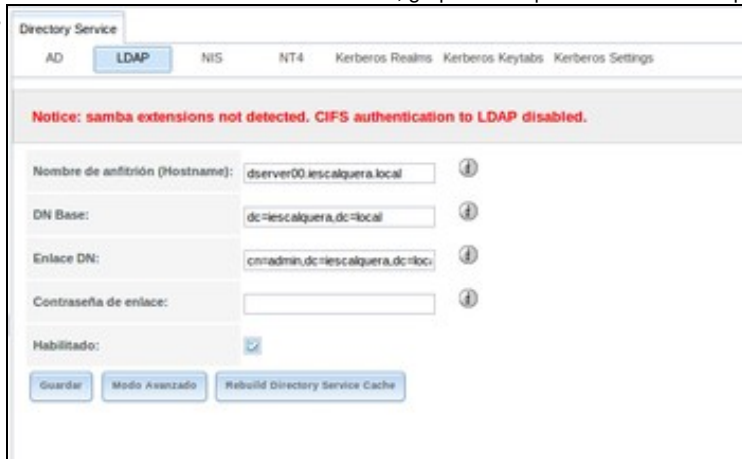 Directory Service
AD LDAP NIS NT4 Kerberos Realms Kerberos Keytabs Kerberos Settings
Notice: samba extensions not detected. CIFS authentication to LDAP disabled.
Nombre de anfitrión (Hostname): dserver00.iescalquera.local
DN Base: dc=iescalquera,dc=local
Enlace DN: cn=admin,dc=iescalquera,dc=loc
Contraseña de enlace:
Habilitado:
Guardar Modo Avanzado Rebuild Directory Service Cache